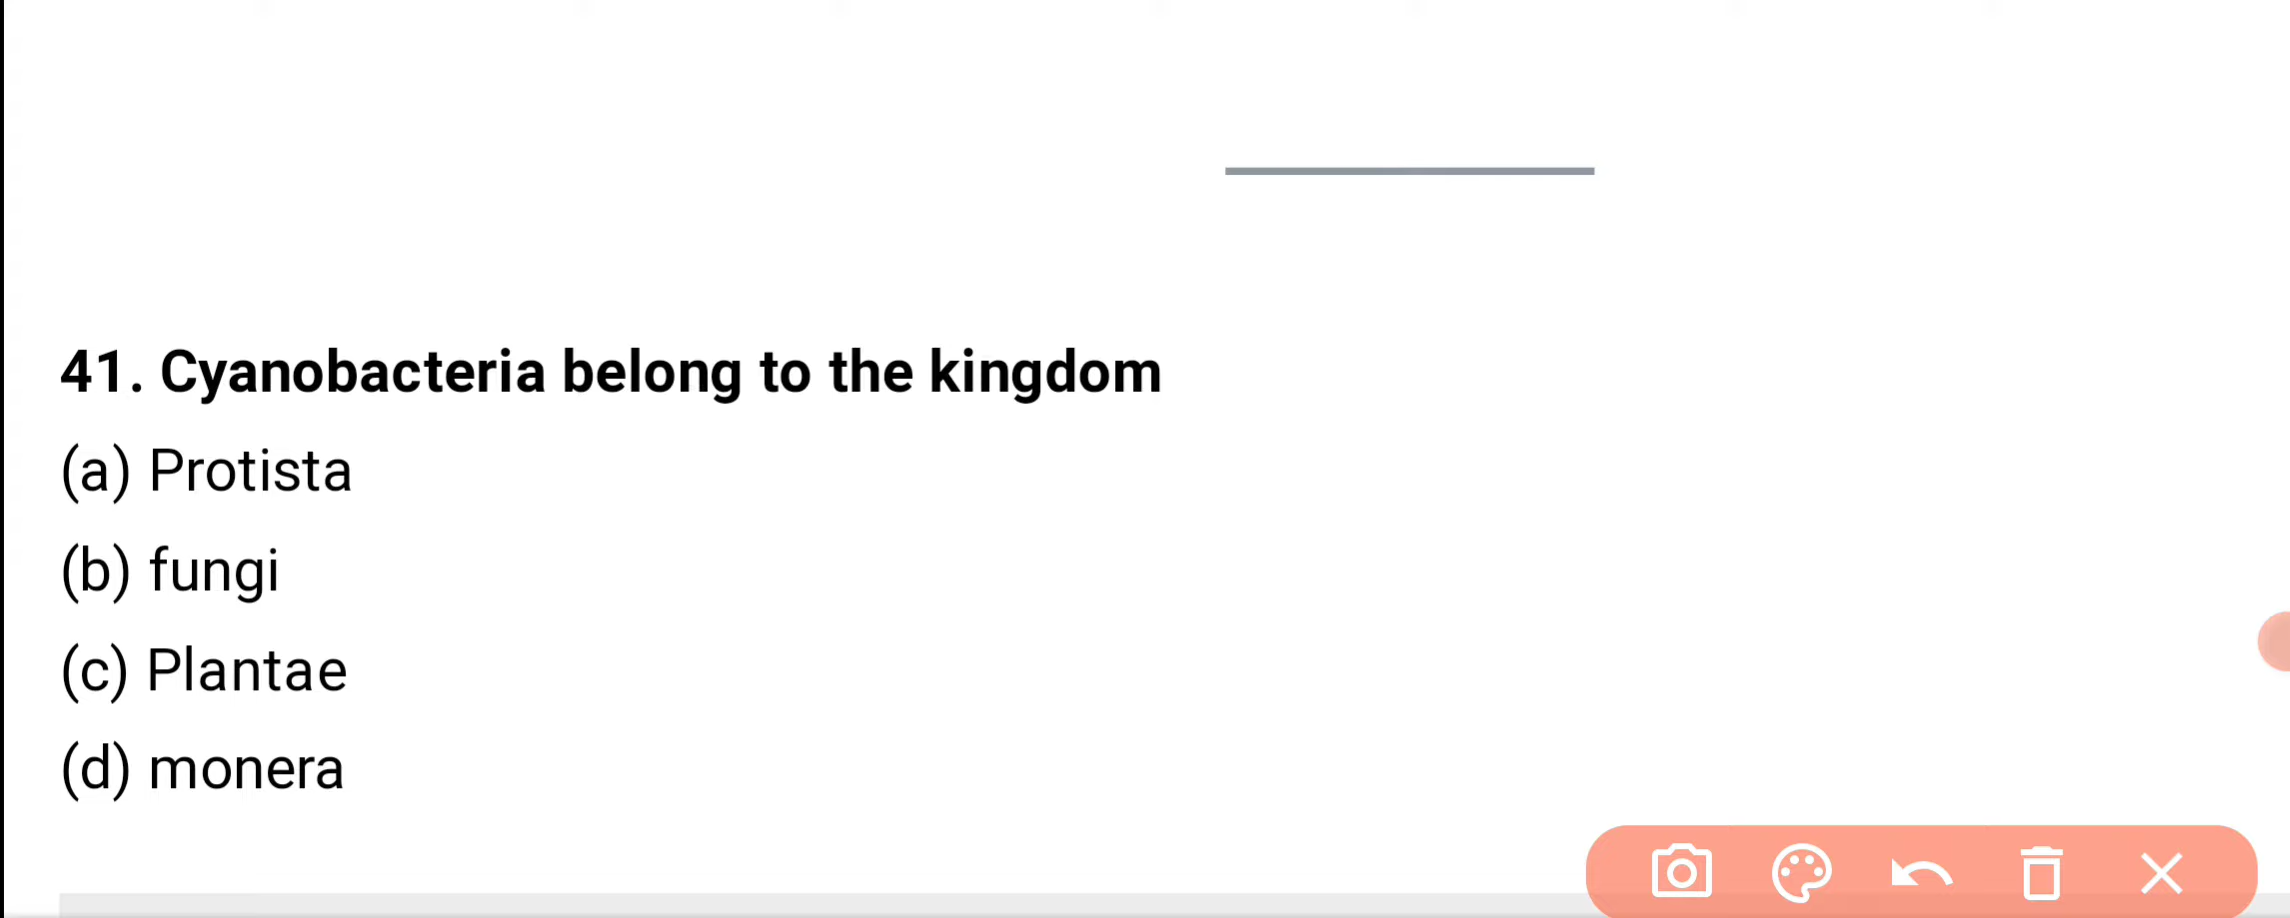 41. Cyanobacteria belong to the kingdom
(a) Protista
(b) fungi
(c) Plantae
(d) monera